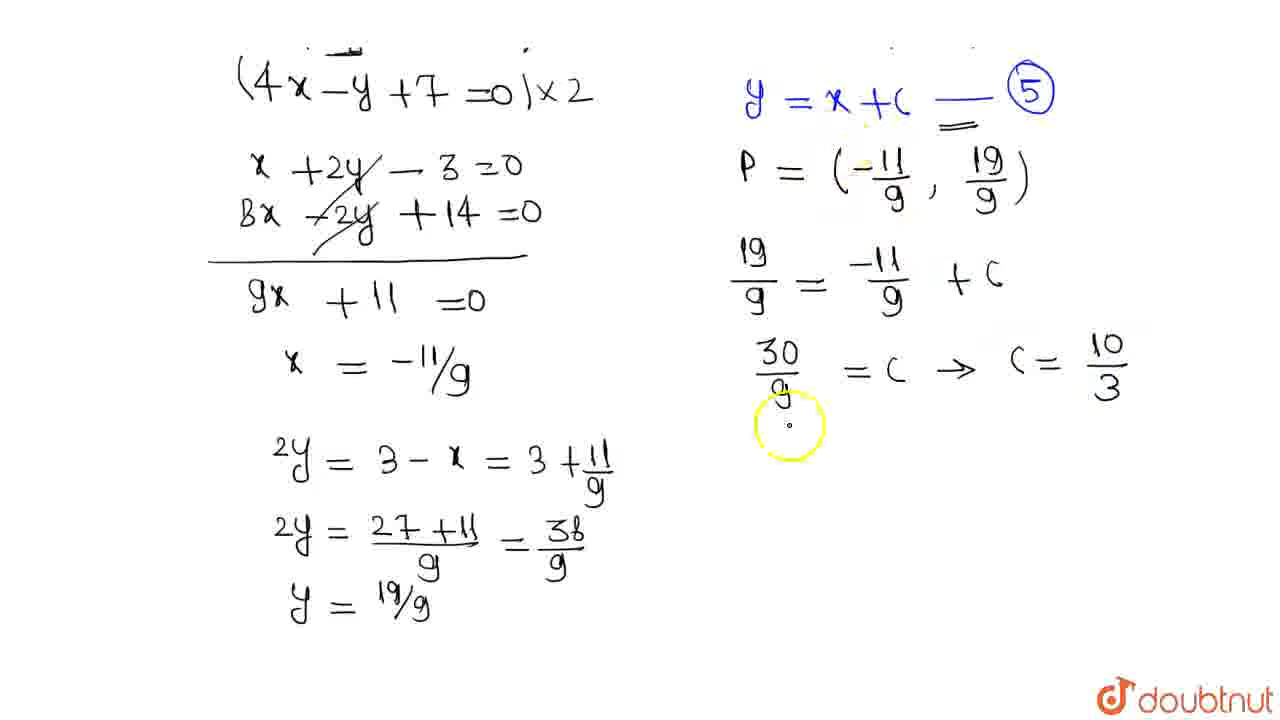 (4x - y + 7 = 0) × 2
x + 2y - 3 = 0
8x - 2y + 14 = 0
9x + 11 = 0
x = -11/9
2y = 3 - x = 3 + 11/9
2y = 27 + 11/9 = 38/9
y = 19/9
y = x + c — 5
P = (-11/9, 19/9)
19/9 = -11/9 + c
30/9 = c → c = 10/3
doubtnut